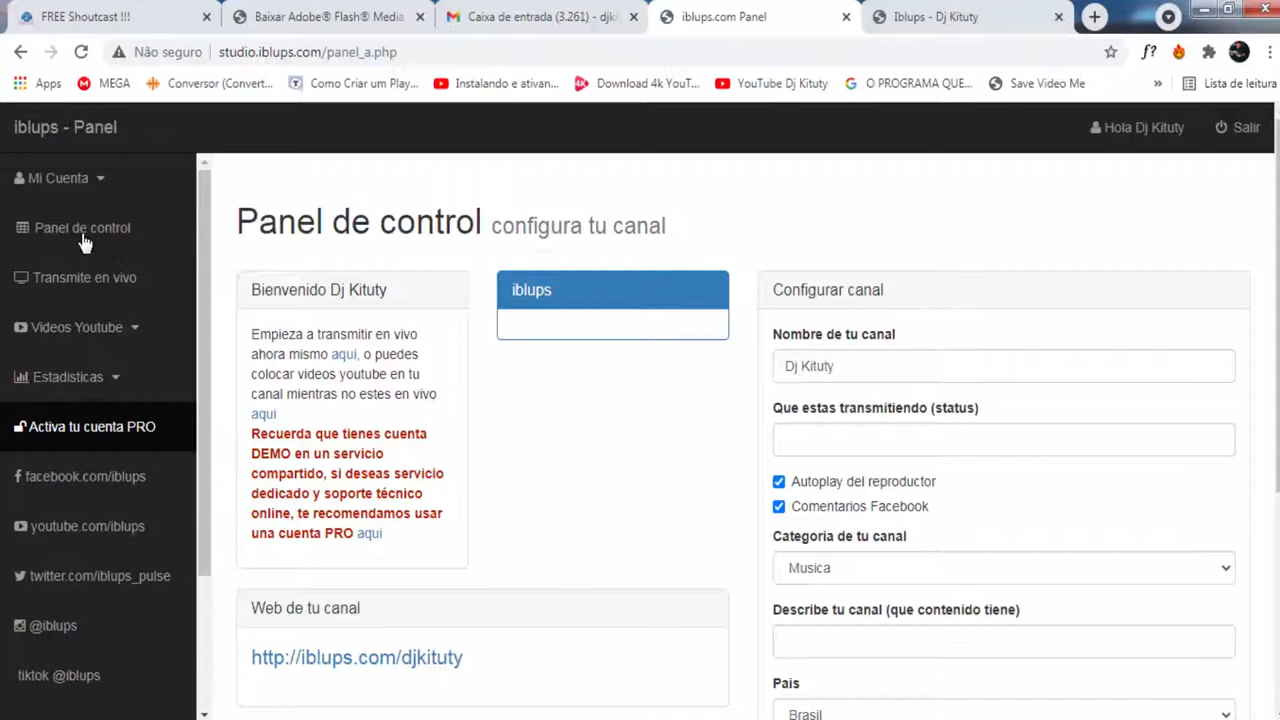 FREE Shoutcast !!!
Baixar Adobe® Flash® Media
Caixa de entrada (3.261) - djki
iblups.com Panel
Iblups - Dj Kituty
Não seguro
studio.iblups.com/panel_a.php
f?
Apps
MEGA
Conversor (Convert...
Como Criar um Play...
Instalando e ativan...
Download 4k YouT...
YouTube Dj Kituty
O PROGRAMA QUE...
Save Video Me
»
Lista de leitura
iblups - Panel
Hola Dj Kituty
Salir
Mi Cuenta
Panel de control
Transmite en vivo
Videos Youtube
Estadisticas
Activa tu cuenta PRO
facebook.com/iblups
youtube.com/iblups
twitter.com/iblups_pulse
@iblups
tiktok @iblups
Panel de control configura tu canal
Bienvenido Dj Kituty
Empieza a transmitir en vivo
ahora mismo aqui, o puedes
colocar videos youtube en tu
canal mientras no estes en vivo
aqui
Recuerda que tienes cuenta
DEMO en un servicio
compartido, si deseas servicio
dedicado y soporte técnico
online, te recomendamos usar
una cuenta PRO aqui
iblups
Web de tu canal
http://iblups.com/djkituty
Configurar canal
Nombre de tu canal
Dj Kituty
Que estas transmitiendo (status)
Autoplay del reproductor
Comentarios Facebook
Categoria de tu canal
Musica
Describe tu canal (que contenido tiene)
Pais
Brasil